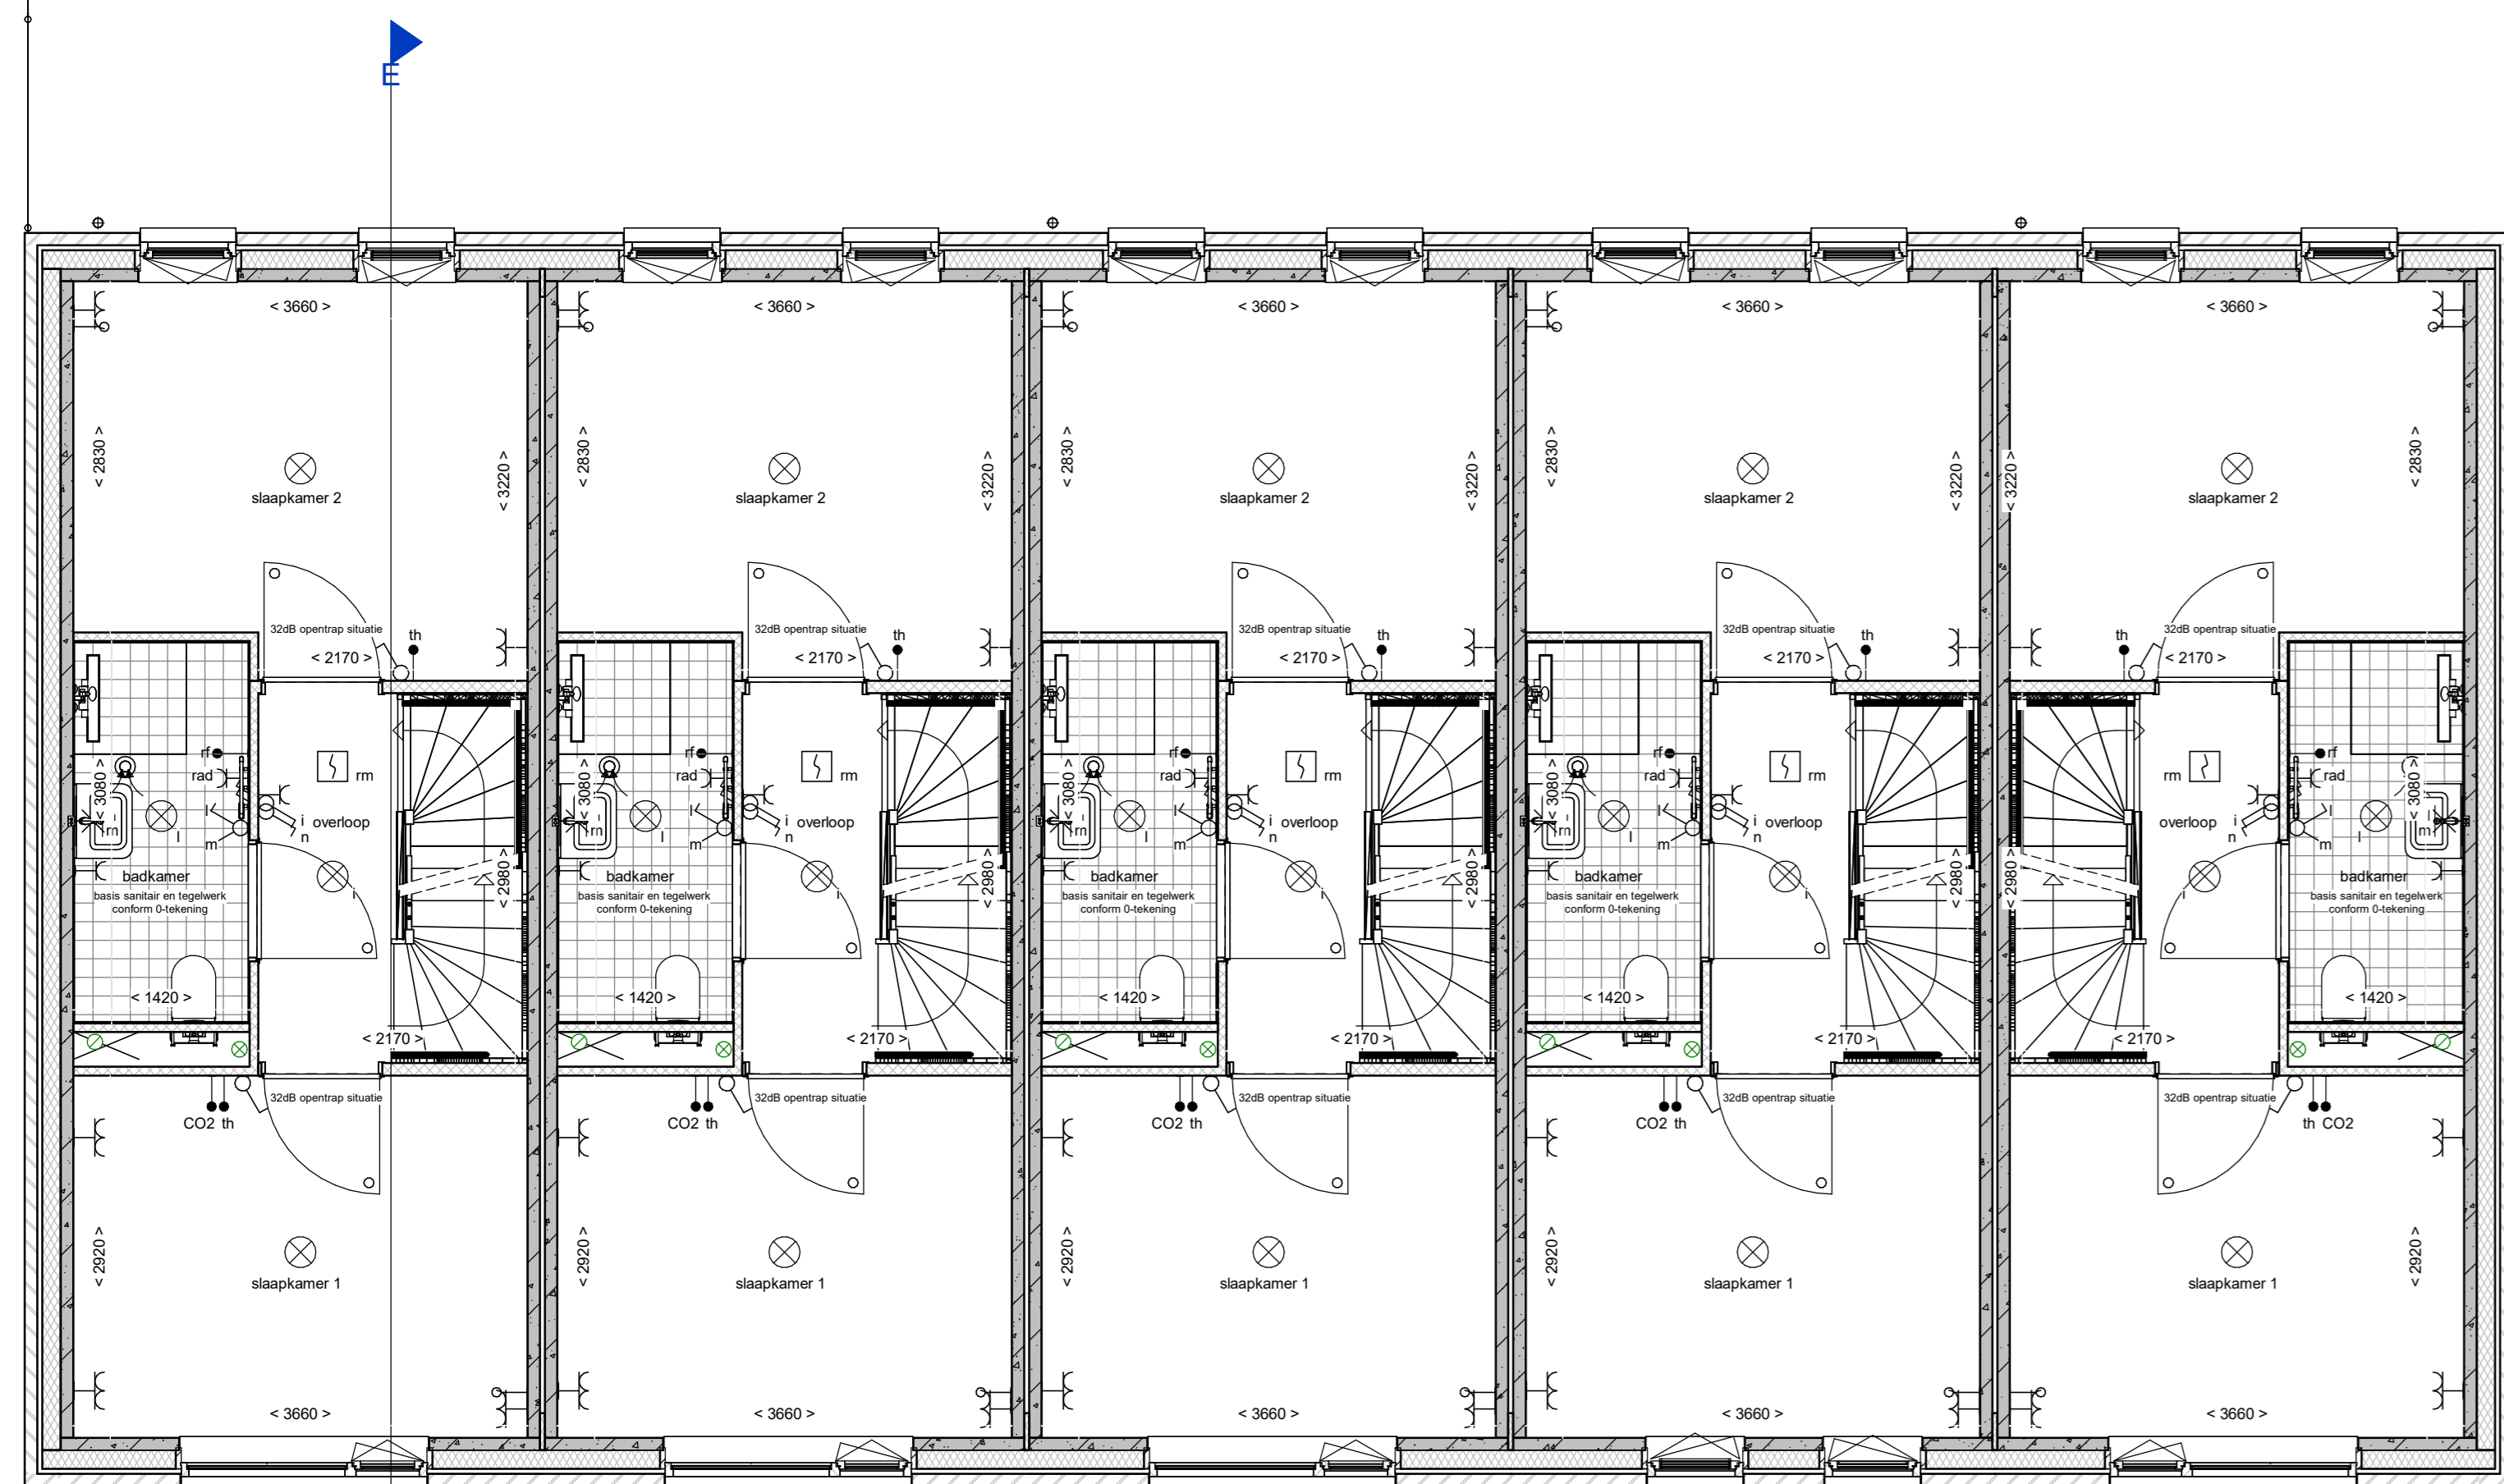 E
< 3660 > < 3660 > < 3660 > < 3660 > < 3660 >
< 2830 > < 3220 > < 2830 > < 3220 > < 2830 > < 3220 > < 2830 > < 3220 > < 3220 > < 2830 >
slaapkamer 2 slaapkamer 2 slaapkamer 2 slaapkamer 2 slaapkamer 2
32dB opentrap situatie th 32dB opentrap situatie th 32dB opentrap situatie th 32dB opentrap situatie th th 32dB opentrap situatie
< 2170 > < 2170 > < 2170 > < 2170 > < 2170 >
rf rf rf rf rf
rad rm rad rm rad rm rad rm rm rad
< 3080 > < 3080 > < 3080 > < 3080 > < 3080 >
l i l i l i l i i l
rn overloop rn overloop rn overloop rn overloop overloop rn
l m n l m n l m n l m n n m l
badkamer i < 2980 > badkamer i < 2980 > badkamer i < 2980 > badkamer i < 2980 > < 2980 > i badkamer
basis sanitair en tegelwerk basis sanitair en tegelwerk basis sanitair en tegelwerk basis sanitair en tegelwerk basis sanitair en tegelwerk
conform 0-tekening conform 0-tekening conform 0-tekening conform 0-tekening conform 0-tekening
< 1420 > < 1420 > < 1420 > < 1420 > < 1420 >
< 2170 > < 2170 > < 2170 > < 2170 > < 2170 >
32dB opentrap situatie 32dB opentrap situatie 32dB opentrap situatie 32dB opentrap situatie 32dB opentrap situatie
CO2 th CO2 th CO2 th CO2 th th CO2
< 2920 > < 2920 > < 2920 > < 2920 > < 2920 >
slaapkamer 1 slaapkamer 1 slaapkamer 1 slaapkamer 1 slaapkamer 1
< 3660 > < 3660 > < 3660 > < 3660 > < 3660 >